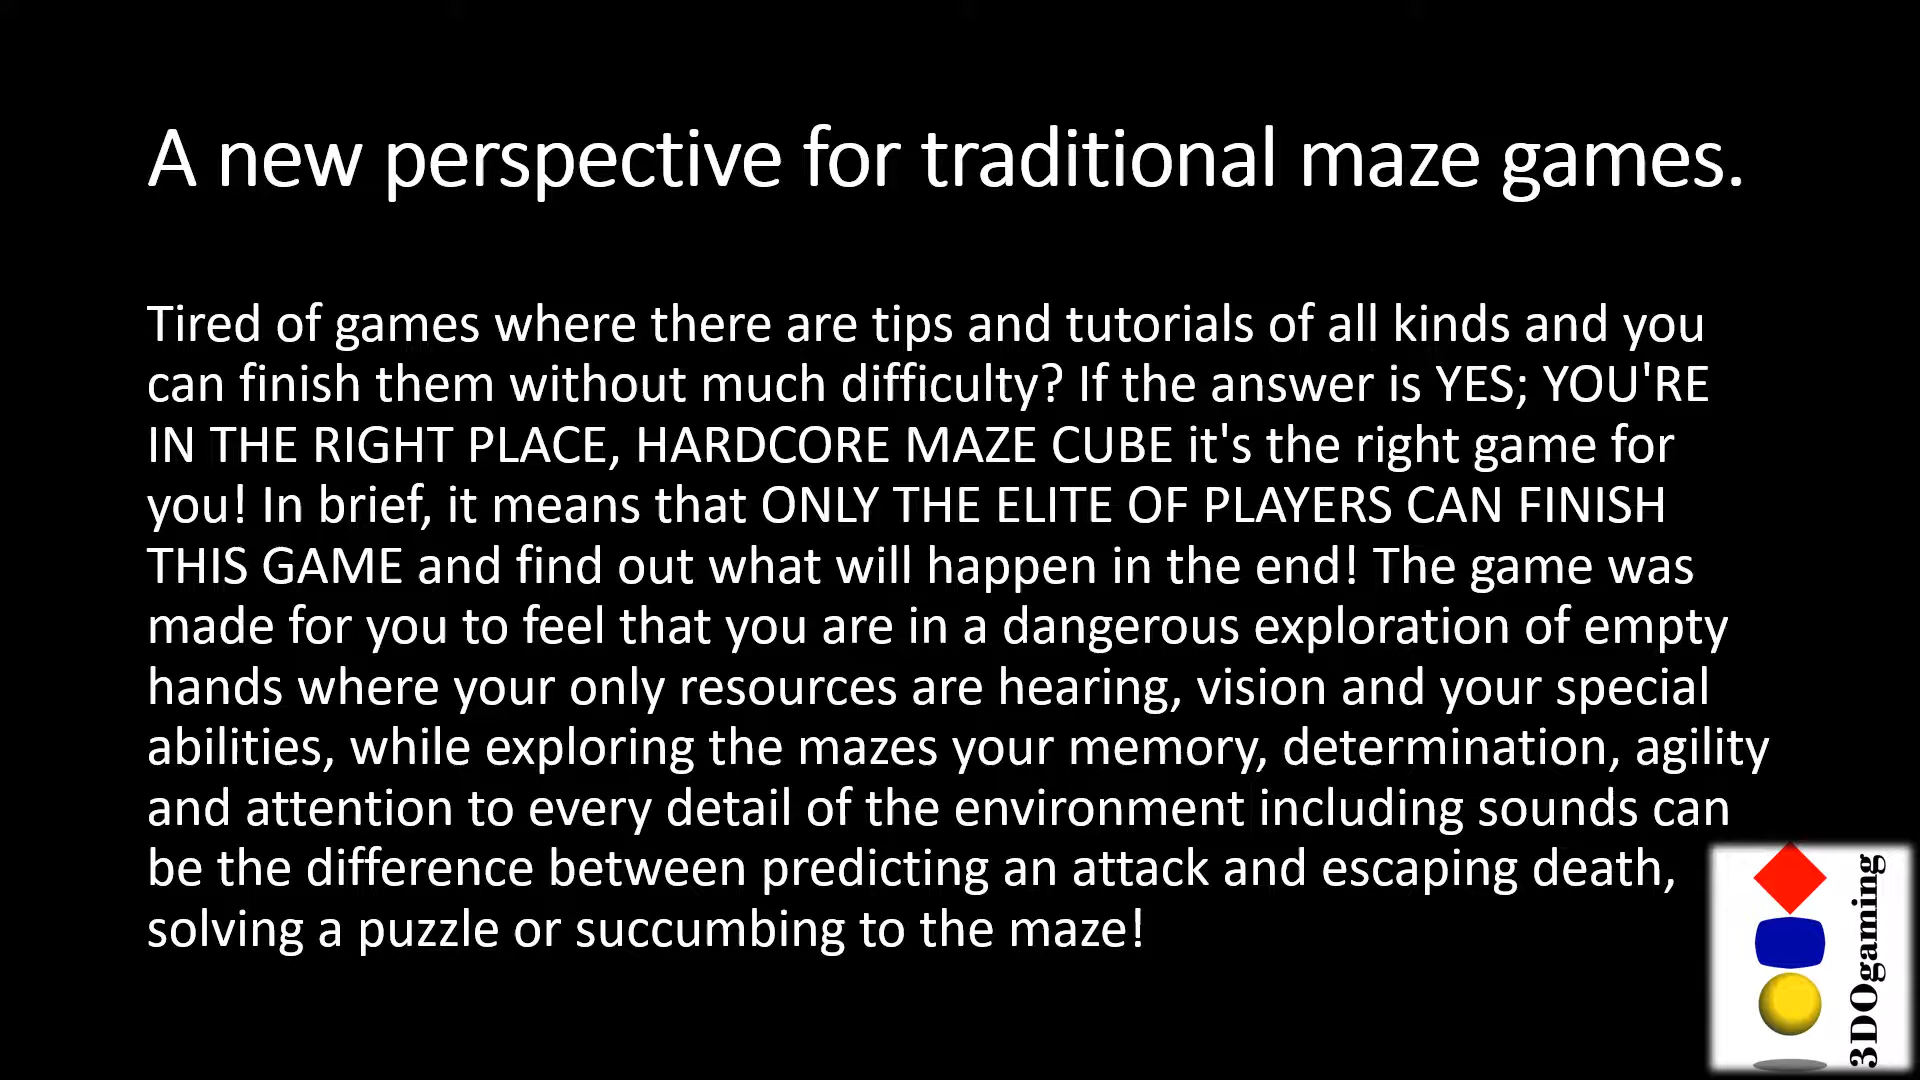 A new perspective for traditional maze games.
Tired of games where there are tips and tutorials of all kinds and you
can finish them without much difficulty? If the answer is YES; YOU'RE
IN THE RIGHT PLACE, HARDCORE MAZE CUBE it's the right game for
you! In brief, it means that ONLY THE ELITE OF PLAYERS CAN FINISH
THIS GAME and find out what will happen in the end! The game was
made for you to feel that you are in a dangerous exploration of empty
hands where your only resources are hearing, vision and your special
abilities, while exploring the mazes your memory, determination, agility
and attention to every detail of the environment including sounds can
be the difference between predicting an attack and escaping death,
solving a puzzle or succumbing to the maze!
3DOgaming